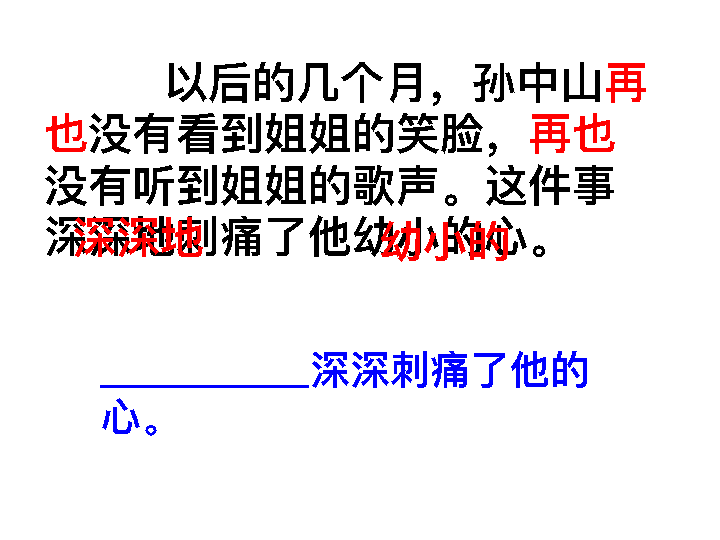 以后的几个月，孙中山再
也没有看到姐姐的笑脸，再也
没有听到姐姐的歌声。这件事
深深地刺痛了他幼小的心。
深深地
幼小的
__________深深刺痛了他的
心。